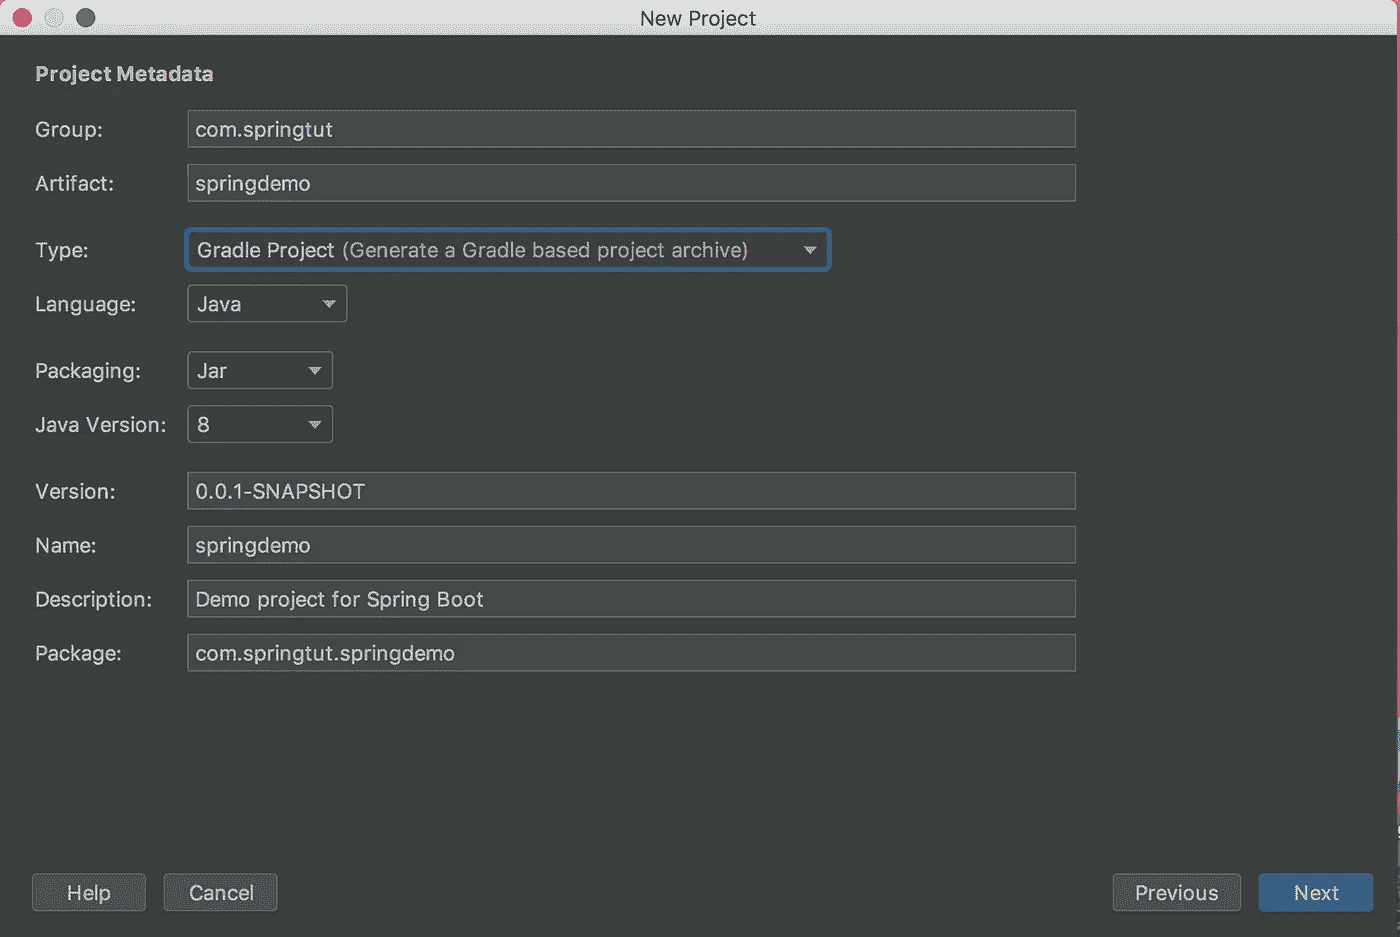 New Project
Project Metadata
Group: com.springtut
Artifact: springdemo
Type: Gradle Project (Generate a Gradle based project archive)
Language: Java
Packaging: Jar
Java Version: 8
Version: 0.0.1-SNAPSHOT
Name: springdemo
Description: Demo project for Spring Boot
Package: com.springtut.springdemo
Help Cancel Previous Next